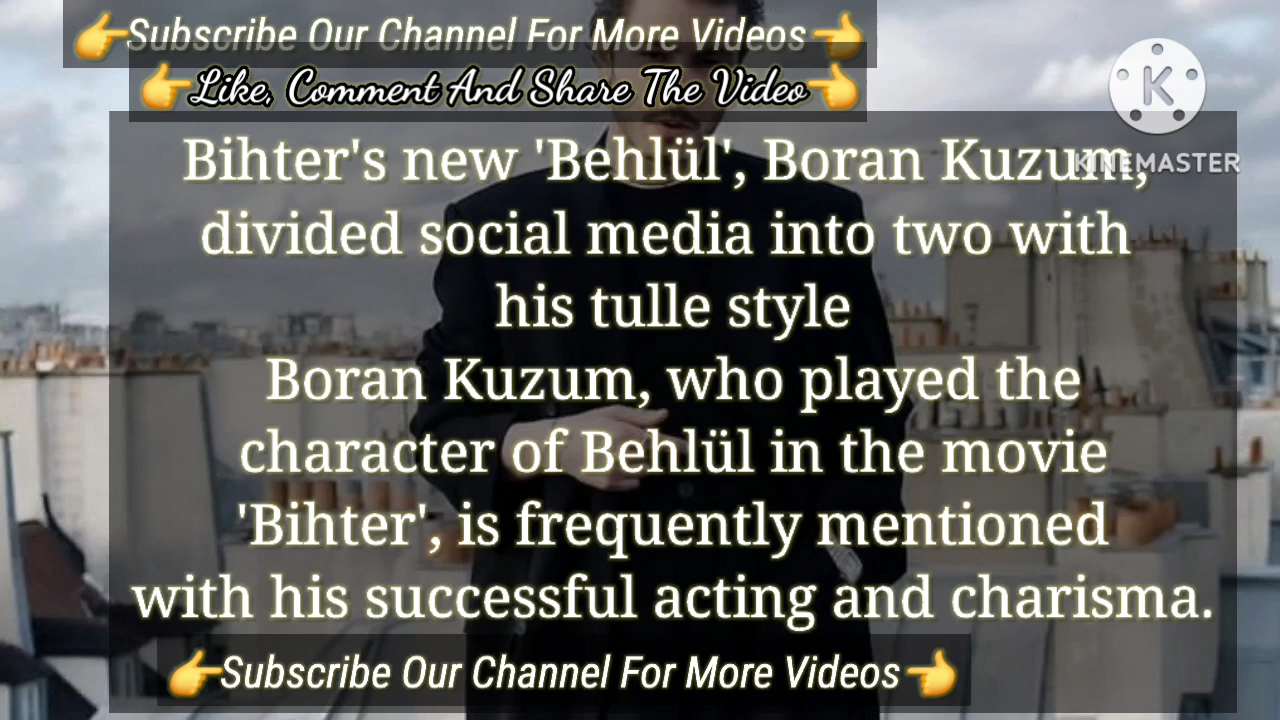 👉Subscribe Our Channel For More Videos👈
👉Like, Comment And Share The Video👈
K
KINEMASTER
Bihter's new 'Behlül', Boran Kuzum,
divided social media into two with
his tulle style
Boran Kuzum, who played the
character of Behlül in the movie
'Bihter', is frequently mentioned
with his successful acting and charisma.
👉Subscribe Our Channel For More Videos👈